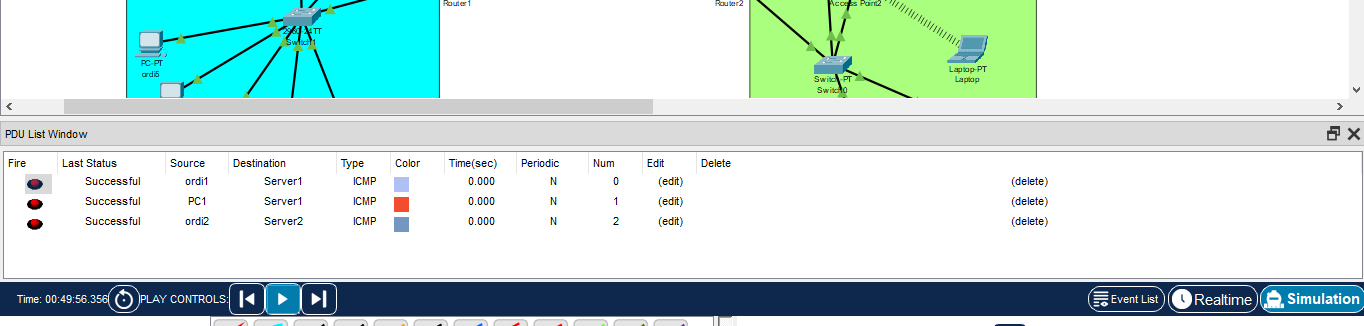 Router1
Router2
Access Point2
2960-24TT
Switch1
PC-PT
ordi5
Switch-PT
Switch0
Laptop-PT
Laptop
PDU List Window
Fire Last Status Source Destination Type Color Time(sec) Periodic Num Edit Delete
Successful ordi1 Server1 ICMP 0.000 N 0 (edit) (delete)
Successful PC1 Server1 ICMP 0.000 N 1 (edit) (delete)
Successful ordi2 Server2 ICMP 0.000 N 2 (edit) (delete)
Time: 00:49:56.356 PLAY CONTROLS: Event List Realtime Simulation